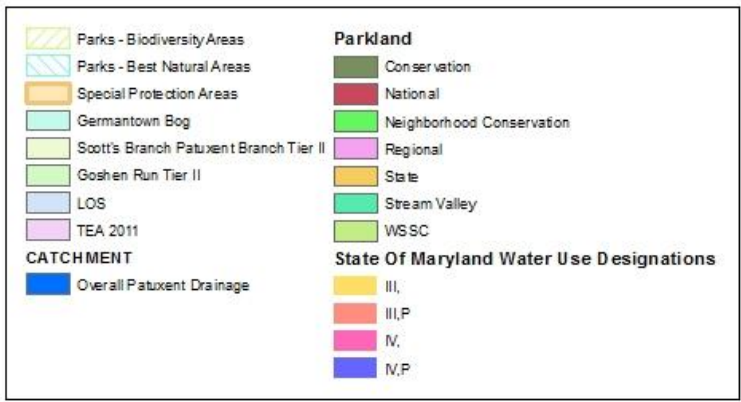 Parks - Biodiversity Areas
Parks - Best Natural Areas
Special Protection Areas
Germantown Bog
Scott's Branch Patuxent Branch Tier II
Goshen Run Tier II
LOS
TEA 2011
CATCHMENT
Overall Patuxent Drainage
Parkland
Conservation
National
Neighborhood Conservation
Regional
State
Stream Valley
WSSC
State Of Maryland Water Use Designations
III,
III,P
IV,
IV,P